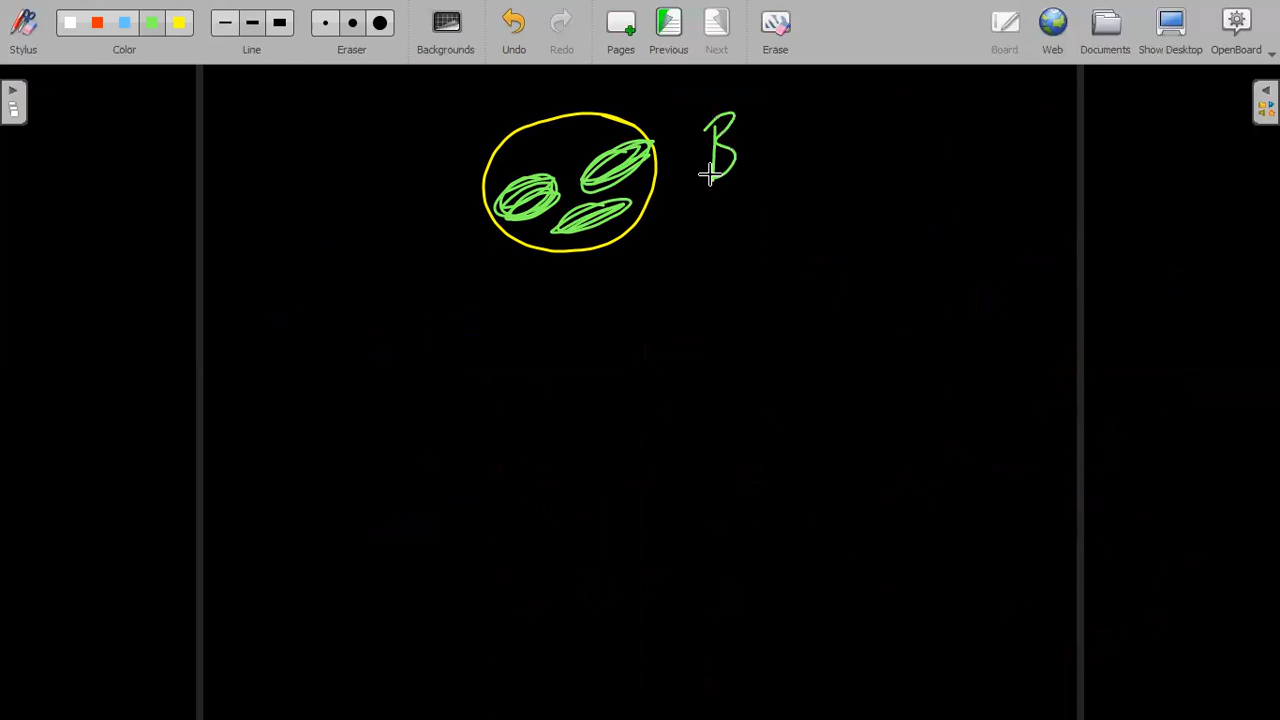 Stylus
Color
Line
Eraser
Backgrounds
Undo
Redo
Pages
Previous
Next
Erase
Board
Web
Documents
Show Desktop
OpenBoard
B